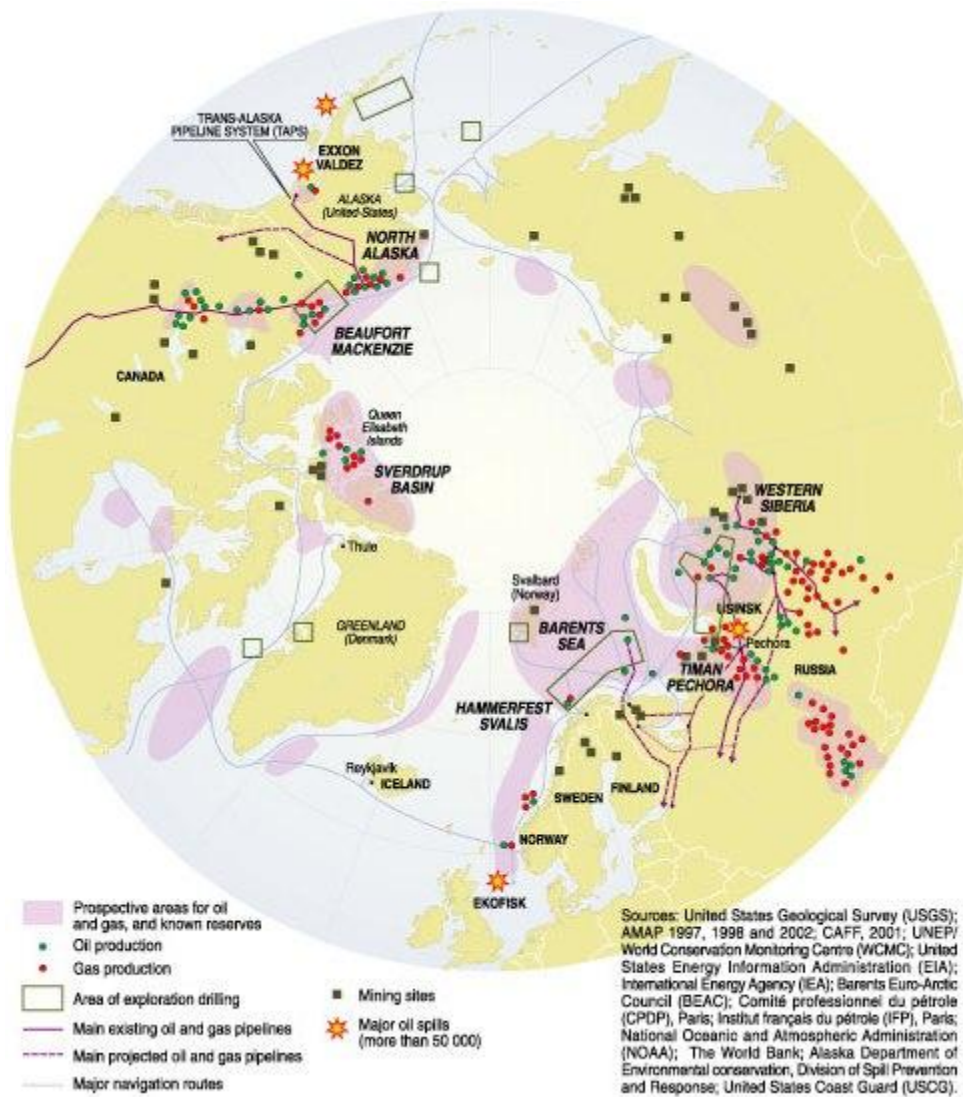 TRANS-ALASKA
PIPELINE SYSTEM (TAPS)
EXXON
VALDEZ
ALASKA
(United-States)
NORTH
ALASKA
BEAUFORT
MACKENZIE
CANADA
Queen
Elisabeth
Islands
SVERDRUP
BASIN
WESTERN
SIBERIA
Thule
Svalbard
(Norway)
GREENLAND
(Denmark)
BARENTS
SEA
USINSK
Pechora
TIMAN
PECHORA
RUSSIA
HAMMERFEST
SVALIS
Reykjavik
ICELAND
SWEDEN
FINLAND
NORWAY
EKOFISK
Prospective areas for oil
and gas, and known reserves
Oil production
Gas production
Area of exploration drilling
Main existing oil and gas pipelines
Main projected oil and gas pipelines
Major navigation routes
Mining sites
Major oil spills
(more than 50 000)
Sources: United States Geological Survey (USGS);
AMAP 1997, 1998 and 2002; CAFF, 2001; UNEP/
World Conservation Monitoring Centre (WCMC); United
States Energy Information Administration (EIA);
International Energy Agency (IEA); Barents Euro-Arctic
Council (BEAC); Comité professionnel du pétrole
(CPDP), Paris; Institut français du pétrole (IFP), Paris;
National Oceanic and Atmospheric Administration
(NOAA); The World Bank; Alaska Department of
Environmental conservation, Division of Spill Prevention
and Response; United States Coast Guard (USCG).